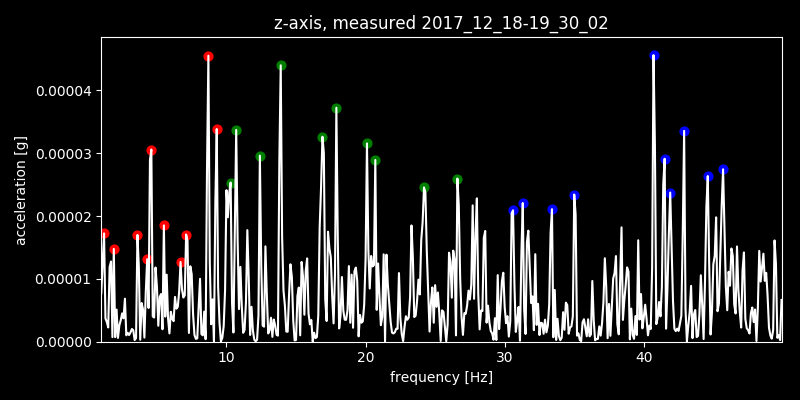 z-axis, measured 2017_12_18-19_30_02
acceleration [g]
0.00004
0.00003
0.00002
0.00001
0.00000
10 20 30 40
frequency [Hz]